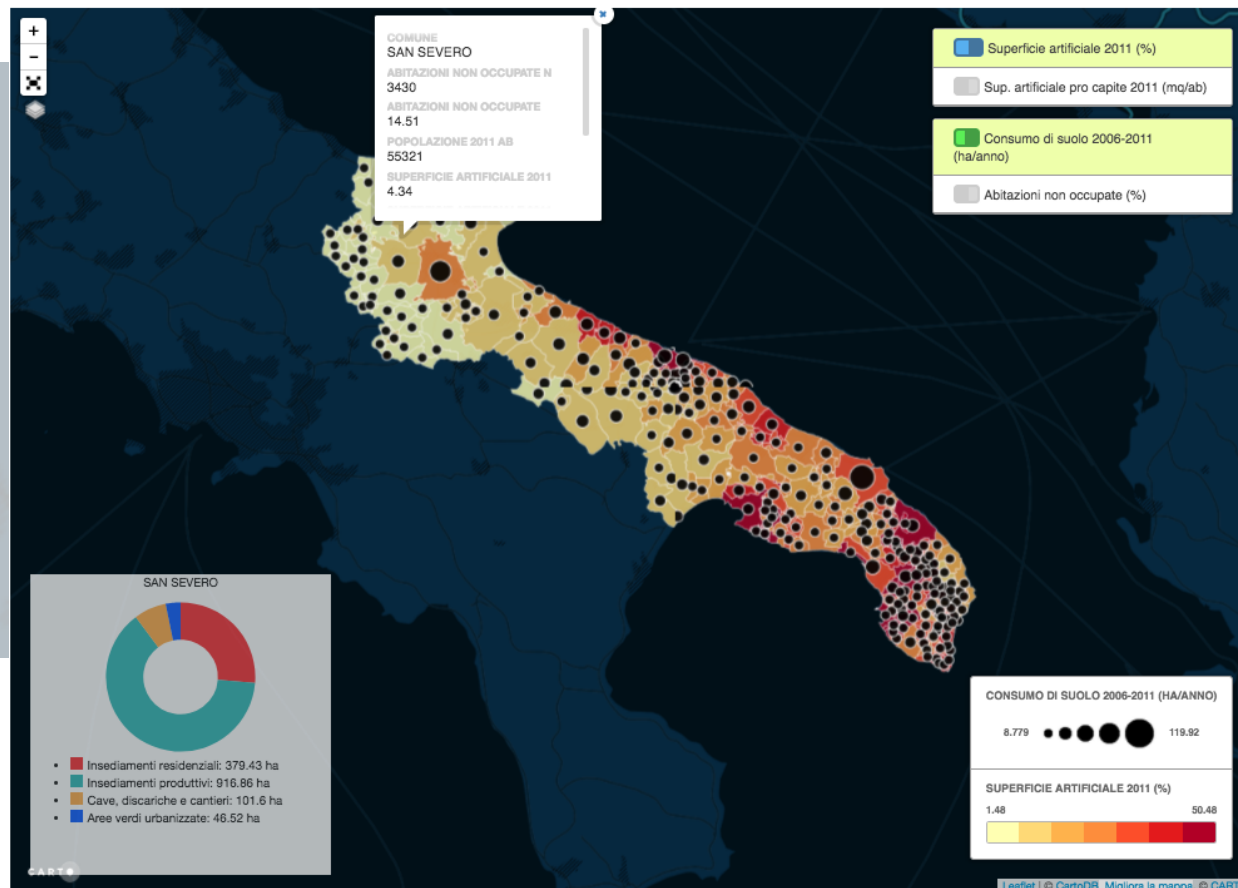 +
−
COMUNE
SAN SEVERO
ABITAZIONI NON OCCUPATE N
3430
ABITAZIONI NON OCCUPATE
14.51
POPOLAZIONE 2011 AB
55321
SUPERFICIE ARTIFICIALE 2011
4.34
Superficie artificiale 2011 (%)
Sup. artificiale pro capite 2011 (mq/ab)
Consumo di suolo 2006-2011
(ha/anno)
Abitazioni non occupate (%)
SAN SEVERO
Insediamenti residenziali: 379.43 ha
Insediamenti produttivi: 916.86 ha
Cave, discariche e cantieri: 101.6 ha
Aree verdi urbanizzate: 46.52 ha
CARTO
CONSUMO DI SUOLO 2006-2011 (HA/ANNO)
8.779 119.92
SUPERFICIE ARTIFICIALE 2011 (%)
1.48 50.48
Leaflet | © CartoDB, Migliora la mappa, © CART